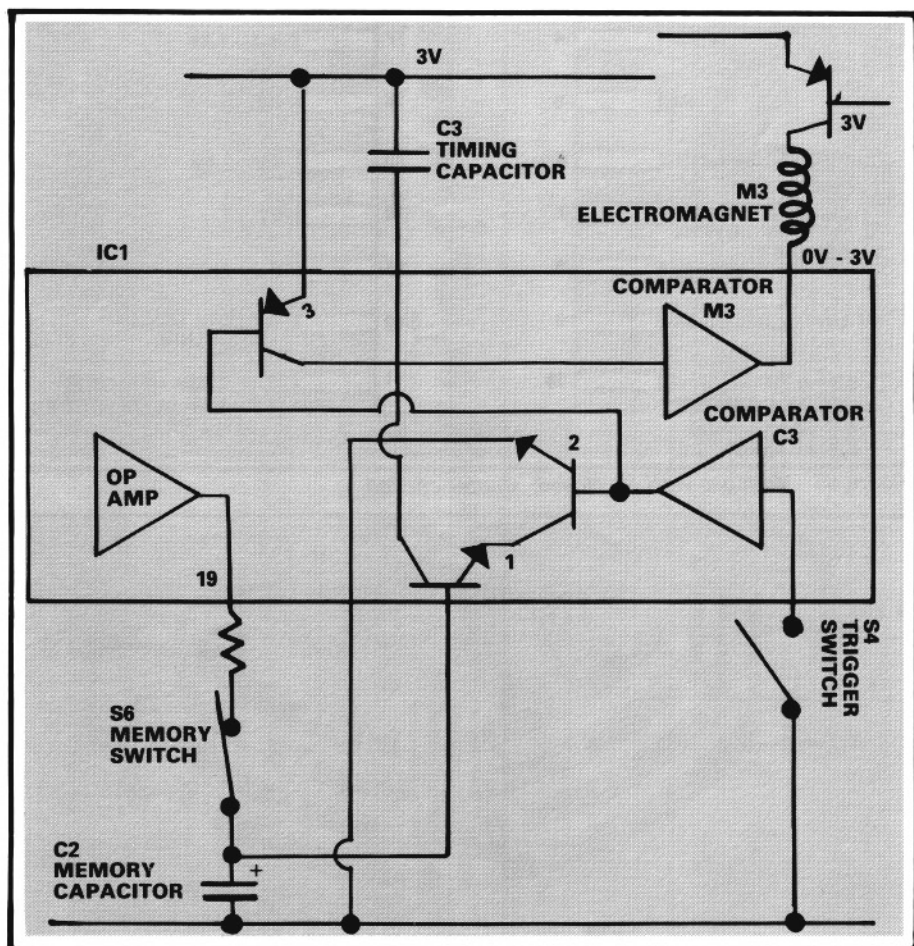 3V
C3
TIMING
CAPACITOR
3V
M3
ELECTROMAGNET
IC1
0V - 3V
COMPARATOR
M3
3
COMPARATOR
C3
2
OP
AMP
1
19
S4
TRIGGER
SWITCH
S6
MEMORY
SWITCH
C2
MEMORY
CAPACITOR
+